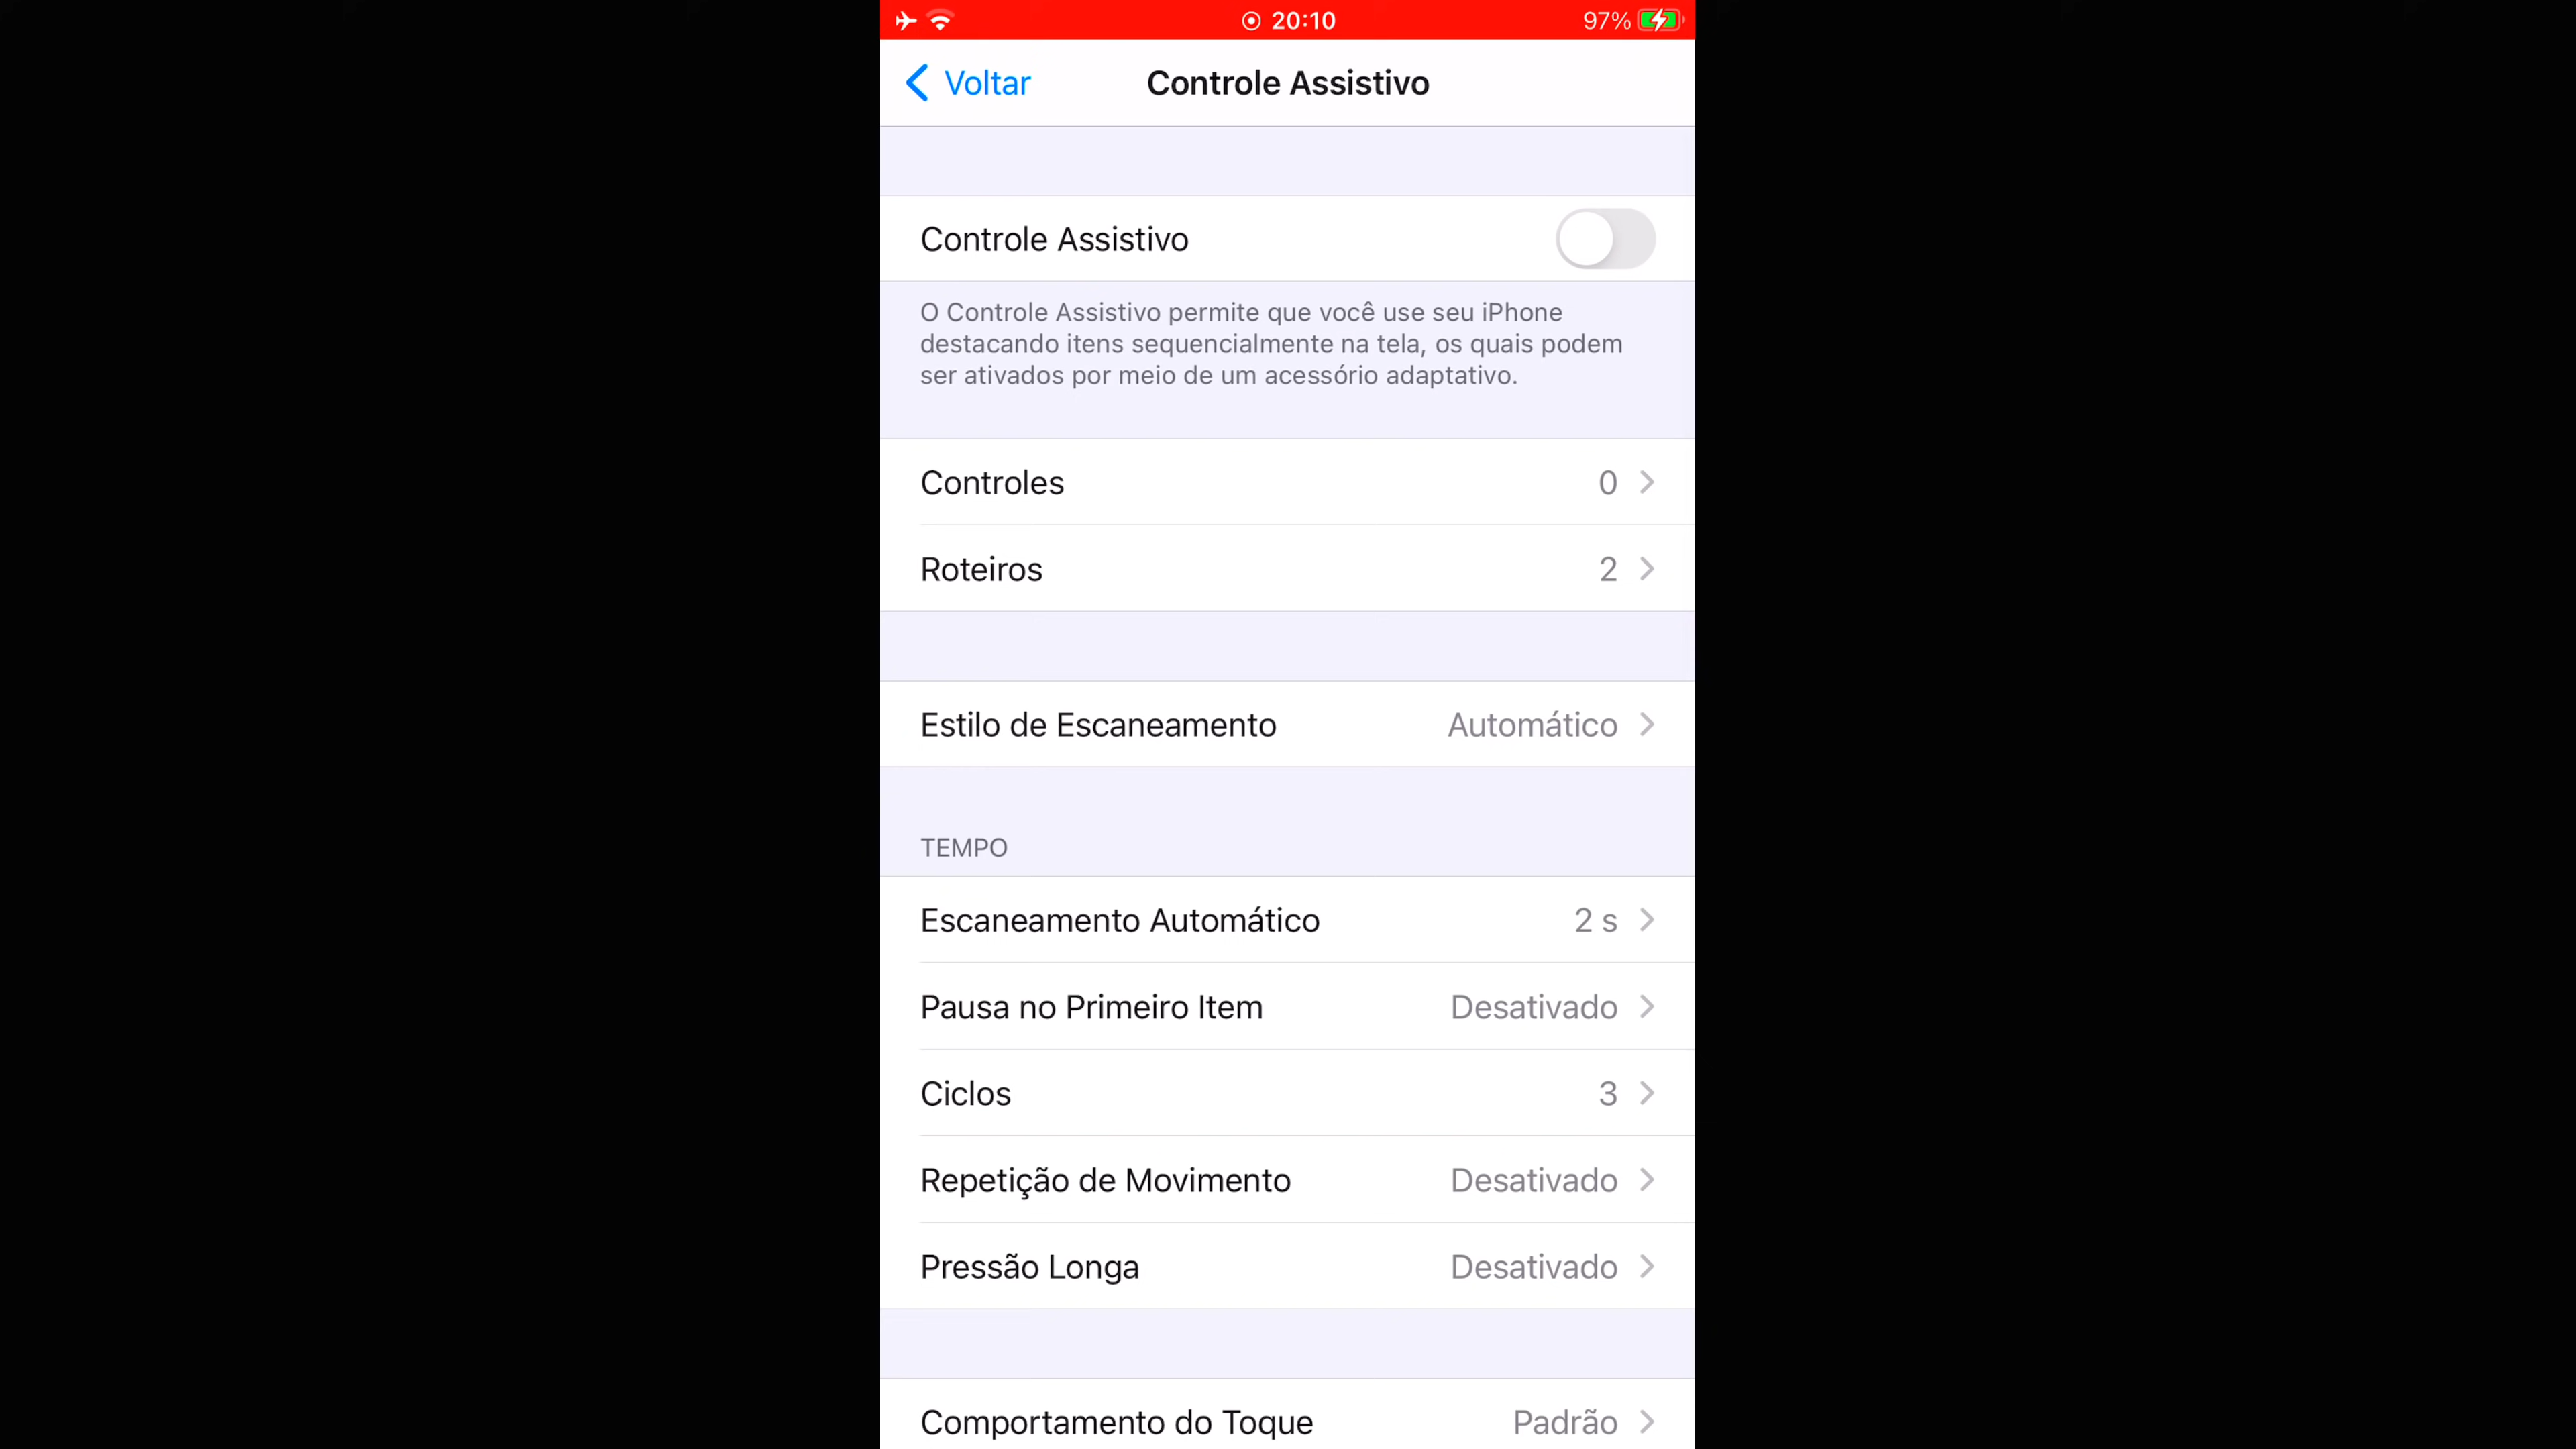 20:10
97%
Voltar
Controle Assistivo
Controle Assistivo
O Controle Assistivo permite que você use seu iPhone
destacando itens sequencialmente na tela, os quais podem
ser ativados por meio de um acessório adaptativo.
Controles 0
Roteiros 2
Estilo de Escaneamento Automático
TEMPO
Escaneamento Automático 2 s
Pausa no Primeiro Item Desativado
Ciclos 3
Repetição de Movimento Desativado
Pressão Longa Desativado
Comportamento do Toque Padrão